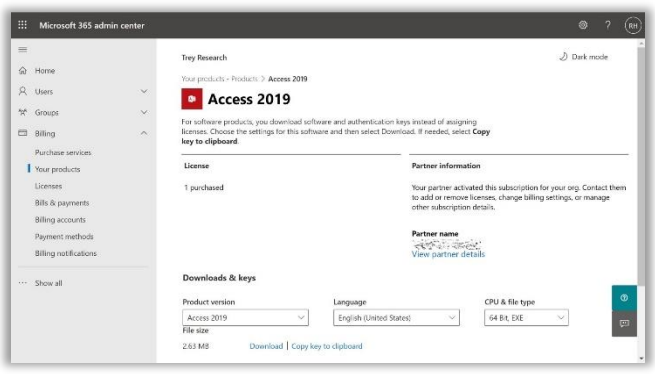 Microsoft 365 admin center
?
RH
Home
Users
Groups
Billing
Purchase services
Your products
Licenses
Bills & payments
Billing accounts
Payment methods
Billing notifications
Show all
Trey Research
Dark mode
Your products - Products > Access 2019
Access 2019
For software products, you download software and authentication keys instead of assigning
licenses. Choose the settings for this software and then select Download. If needed, select Copy
key to clipboard.
License
1 purchased
Partner information
Your partner activated this subscription for your org. Contact them
to add or remove licenses, change billing settings, or manage
other subscription details.
Partner name
View partner details
Downloads & keys
Product version
Language
CPU & file type
Access 2019
English (United States)
64 Bit, EXE
File size
2.63 MB
Download | Copy key to clipboard